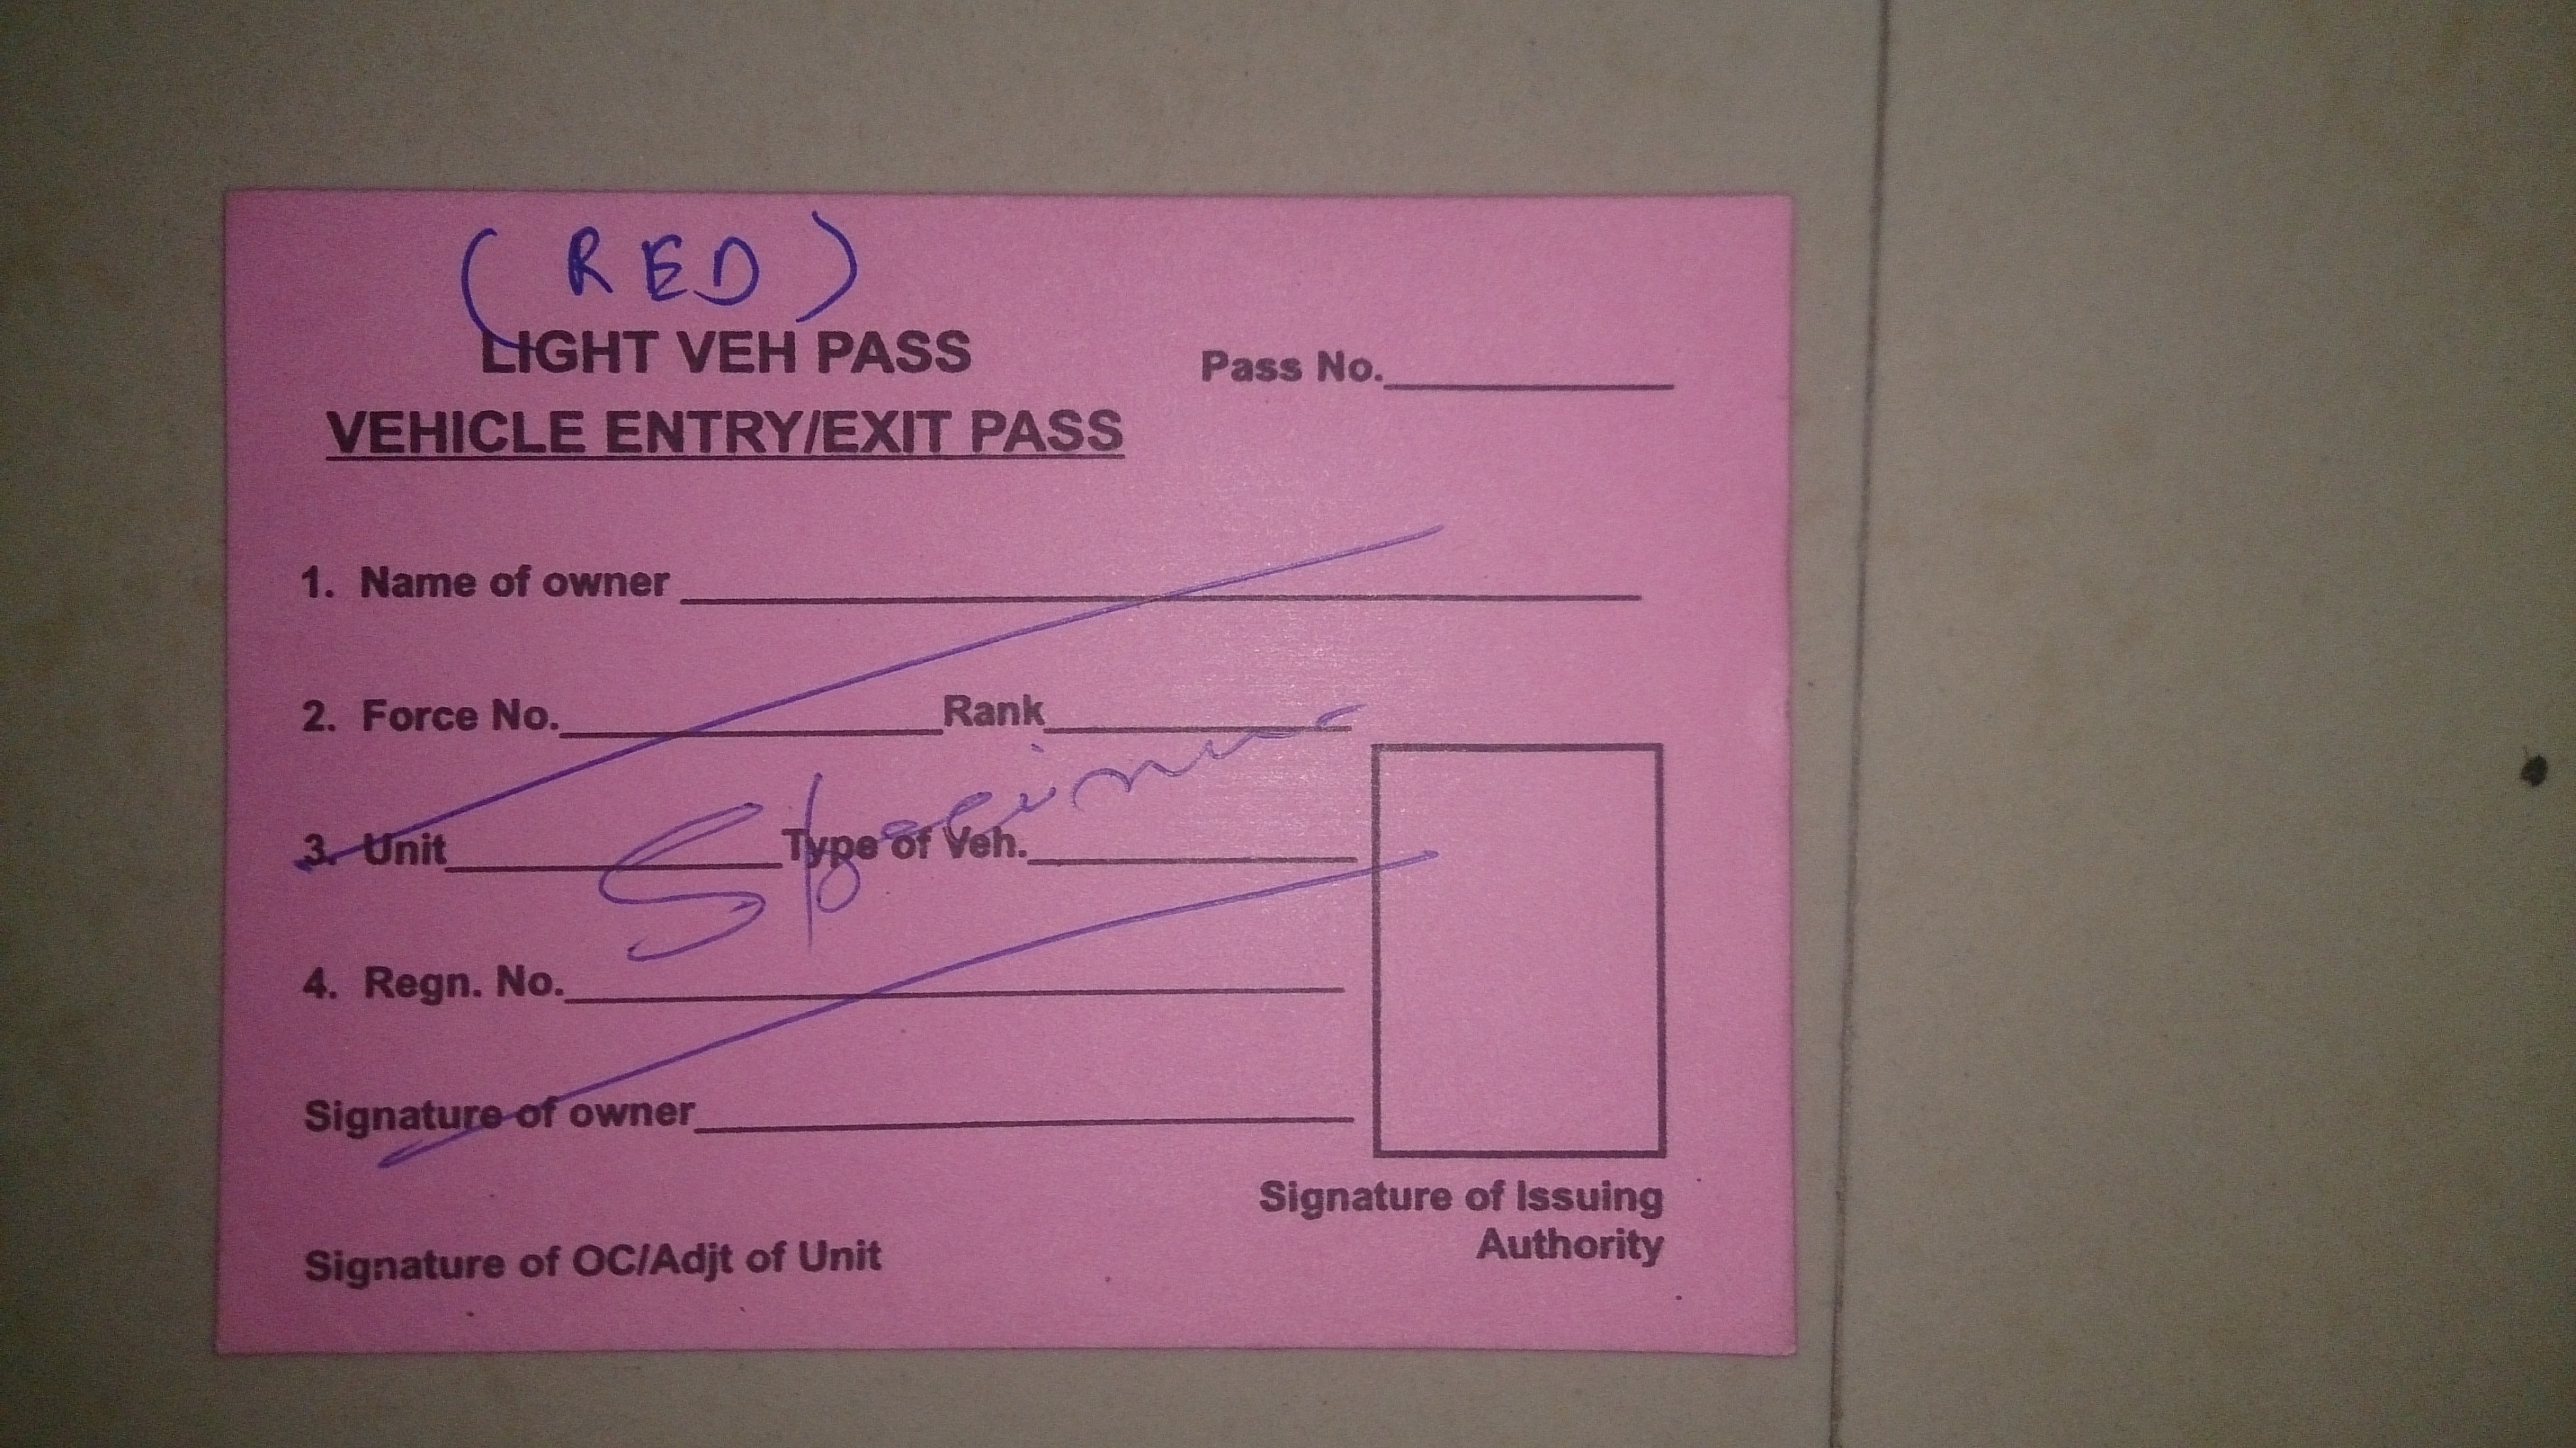 ( RED )
LIGHT VEH PASS
Pass No.
VEHICLE ENTRY/EXIT PASS
1. Name of owner
2. Force No. Rank
Specimen
3. Unit Type of Veh.
4. Regn. No.
Signature of owner
Signature of Issuing
Authority
Signature of OC/Adjt of Unit